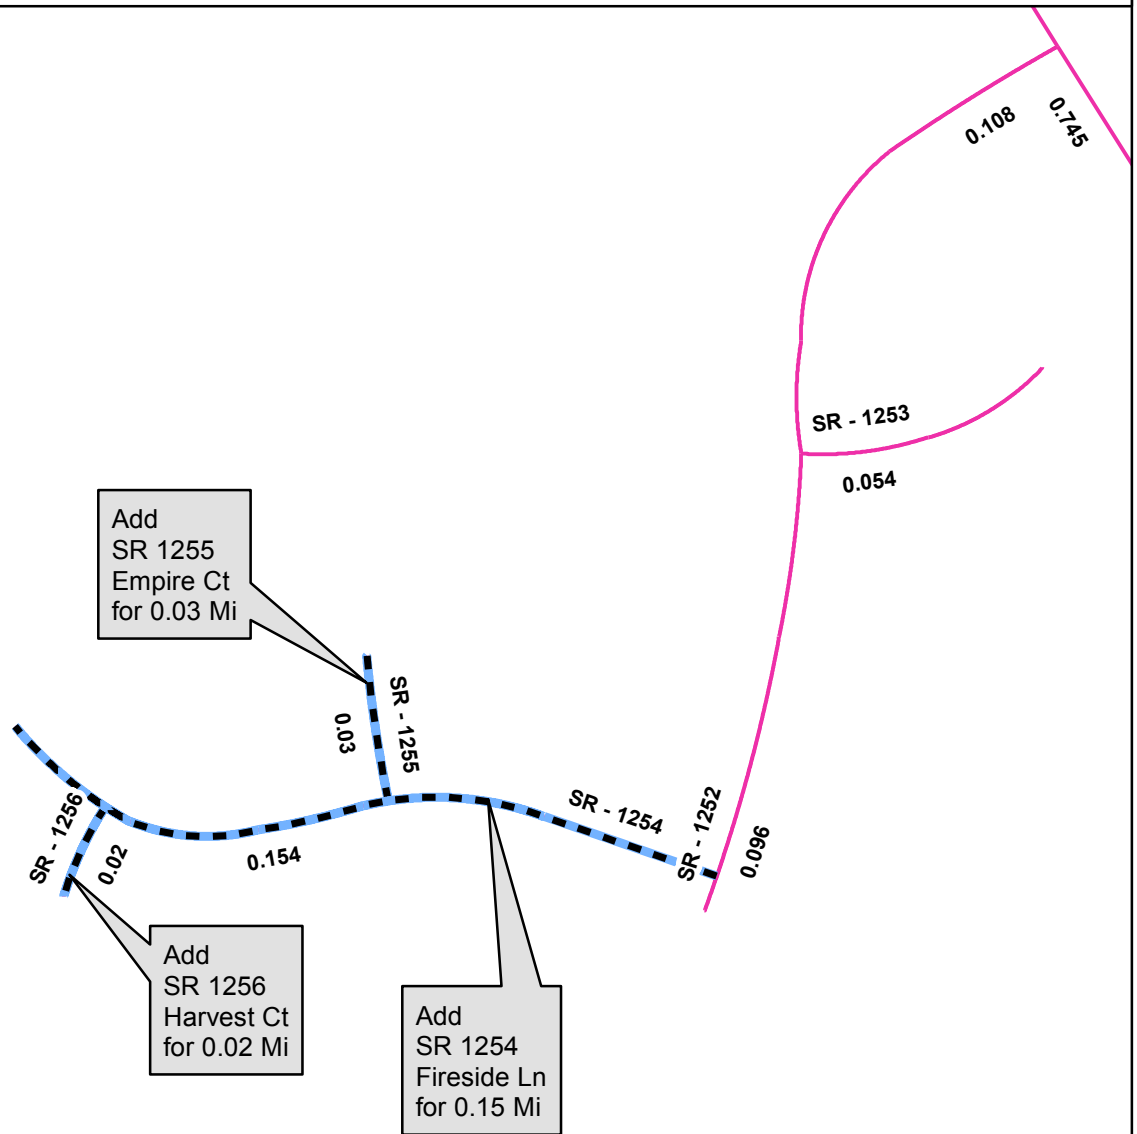 0.108
0.745
SR - 1253
0.054
Add
SR 1255
Empire Ct
for 0.03 Mi
SR - 1255
0.03
SR - 1256
0.02
0.154
SR - 1254
SR - 1252
0.096
Add
SR 1256
Harvest Ct
for 0.02 Mi
Add
SR 1254
Fireside Ln
for 0.15 Mi